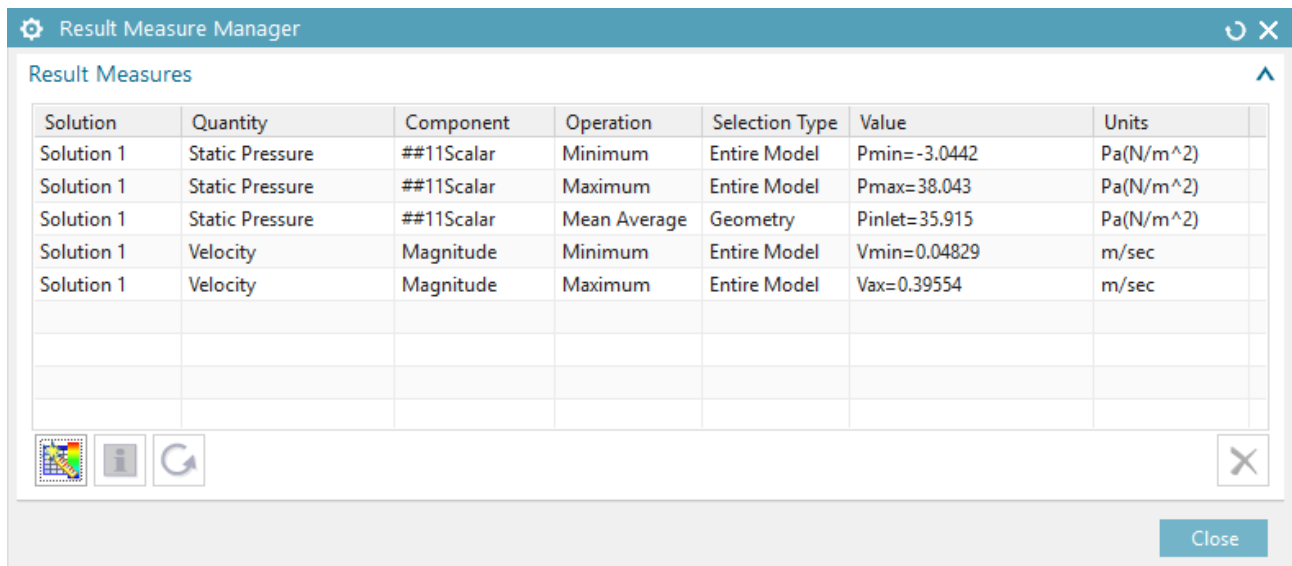 Result Measure Manager
Result Measures
Solution Quantity Component Operation Selection Type Value Units
Solution 1 Static Pressure ##11Scalar Minimum Entire Model Pmin=-3.0442 Pa(N/m^2)
Solution 1 Static Pressure ##11Scalar Maximum Entire Model Pmax=38.043 Pa(N/m^2)
Solution 1 Static Pressure ##11Scalar Mean Average Geometry Pinlet=35.915 Pa(N/m^2)
Solution 1 Velocity Magnitude Minimum Entire Model Vmin=0.04829 m/sec
Solution 1 Velocity Magnitude Maximum Entire Model Vax=0.39554 m/sec
Close